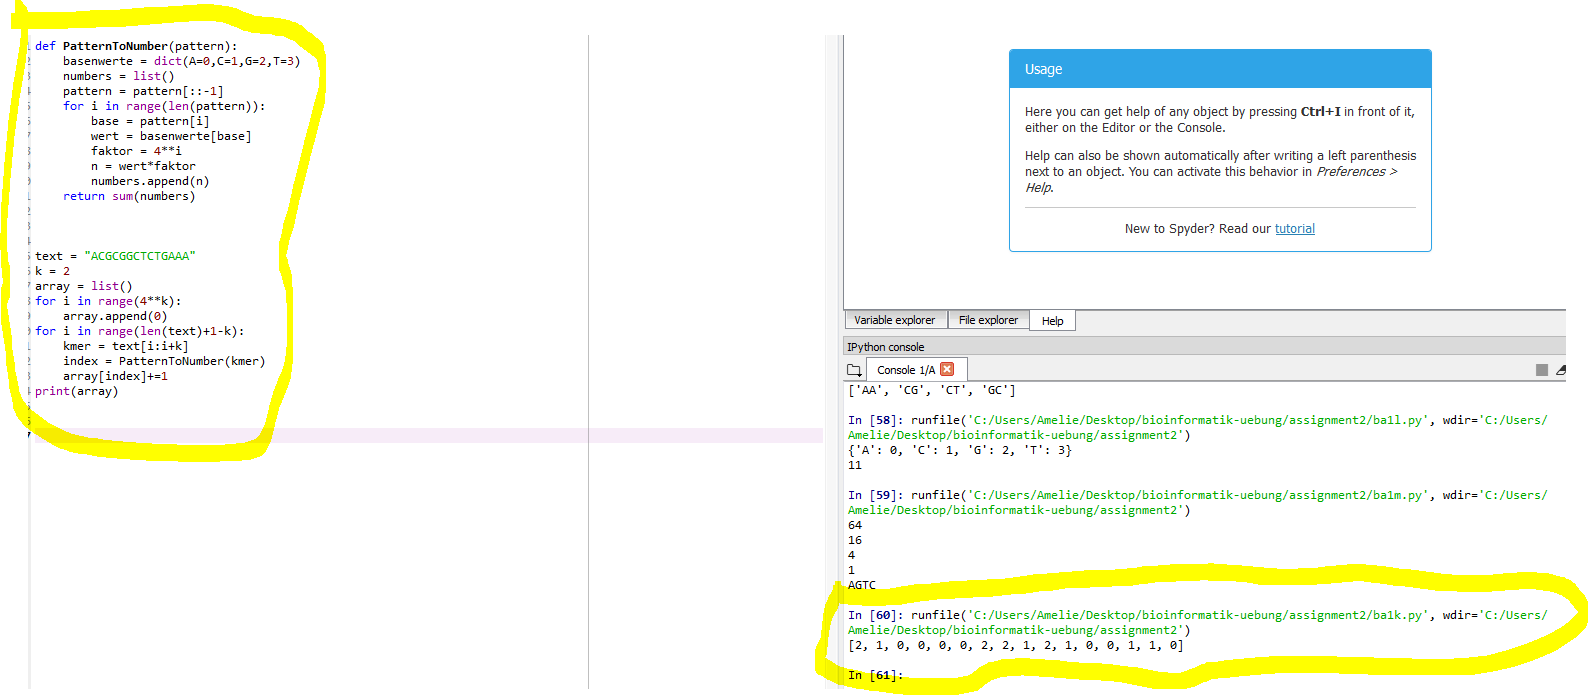 def PatternToNumber(pattern):
    basenwerte = dict(A=0,C=1,G=2,T=3)
    numbers = list()
    pattern = pattern[::-1]
    for i in range(len(pattern)):
        base = pattern[i]
        wert = basenwerte[base]
        faktor = 4**i
        n = wert*faktor
        numbers.append(n)
    return sum(numbers)
text = "ACGCGGCTCTGAAA"
k = 2
array = list()
for i in range(4**k):
    array.append(0)
for i in range(len(text)+1-k):
    kmer = text[i:i+k]
    index = PatternToNumber(kmer)
    array[index]+=1
print(array)
Usage
Here you can get help of any object by pressing Ctrl+I in front of it,
either on the Editor or the Console.
Help can also be shown automatically after writing a left parenthesis
next to an object. You can activate this behavior in Preferences >
Help.
New to Spyder? Read our tutorial
Variable explorer File explorer Help
IPython console
Console 1/A
['AA', 'CG', 'CT', 'GC']
In [58]: runfile('C:/Users/Amelie/Desktop/bioinformatik-uebung/assignment2/ba1l.py', wdir='C:/Users/
Amelie/Desktop/bioinformatik-uebung/assignment2')
{'A': 0, 'C': 1, 'G': 2, 'T': 3}
11
In [59]: runfile('C:/Users/Amelie/Desktop/bioinformatik-uebung/assignment2/ba1m.py', wdir='C:/Users/
Amelie/Desktop/bioinformatik-uebung/assignment2')
64
16
4
1
AGTC
In [60]: runfile('C:/Users/Amelie/Desktop/bioinformatik-uebung/assignment2/ba1k.py', wdir='C:/Users/
Amelie/Desktop/bioinformatik-uebung/assignment2')
[2, 1, 0, 0, 0, 0, 2, 2, 1, 2, 1, 0, 0, 1, 1, 0]
In [61]: